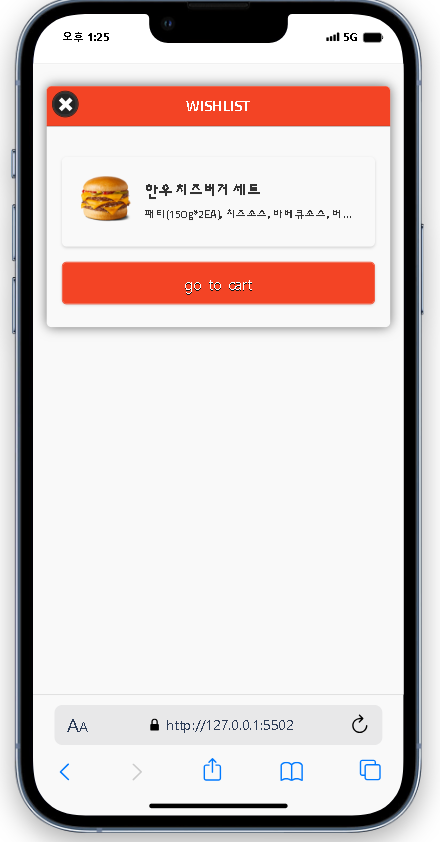 오후 1:25
5G
WISHLIST
한우 치즈버거 세트
패티(150g*2EA), 치즈소스, 바베큐소스, 버...
go to cart
AA
http://127.0.0.1:5502